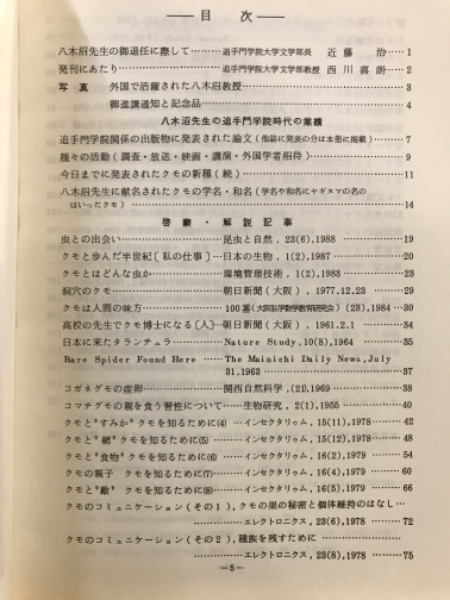 目次
八木沼先生の御退任に際して………追手門学院大学文学部長 近藤 治……1
発刊にあたり………………追手門学院大学文学部教授 西川喜朗……2
写真 外国で活躍された八木沼教授………………3
御進講通知と記念品………………4
八木沼先生の追手門学院時代の業績
追手門学院関係の出版物に発表された論文(他誌に発表の分は本冊に掲載)………7
種々の活動(調査・放送・映画・講演・外国学者招待)………………9
今日までに発表されたクモの新種(続)………………11
八木沼先生に献名されたクモの学名・和名(学名や和名にヤギヌマの名の
はいったクモ)………………14
啓蒙・解説記事
虫との出会い………………昆虫と自然, 23(6),1988………19
クモと歩んだ半世紀[私の仕事]…日本の生物, 1(2),1987………20
クモとはどんな虫か………………環境管理技術, 1(2),1983………23
洞穴のクモ………………朝日新聞(大阪), 1977.12.23………29
クモは人間の味方………………100葦(大阪私学数学教育研究会)(23),1984…30
高校の先生でクモ博士になる[人]…朝日新聞(大阪), 1961.2.1………34
日本に来たタランチュラ………………Nature Study,10(8),1964………35
Rare Spider Found Here ……The Mainichi Daily News,July
31,1963………………37
コガネグモの産卵………………関西自然科学,(21),1969………38
コマチグモの親を食う習性について……生物研究, 2(1),1955………40
クモと"すみか" クモを知るために(4) …インセクタリゥム, 15(11),1978………42
クモと"網" クモを知るために(5) ………インセクタリゥム, 15(12),1978………48
クモと"食物" クモを知るために(6) ……インセクタリゥム, 16(2),1979………54
クモの親子 クモを知るために(7)………インセクタリゥム, 16(4),1979………60
クモと"敵" クモを知るために(8)………インセクタリゥム, 16(5),1979………66
クモのコミュニケーション(その1),クモの巣の秘密と個体維持のはなし…
………………エレクトロニクス, 23(6),1978………72
クモのコミュニケーション(その2),種族を残すために………………
………………エレクトロニクス, 23(8),1978………75
—5—